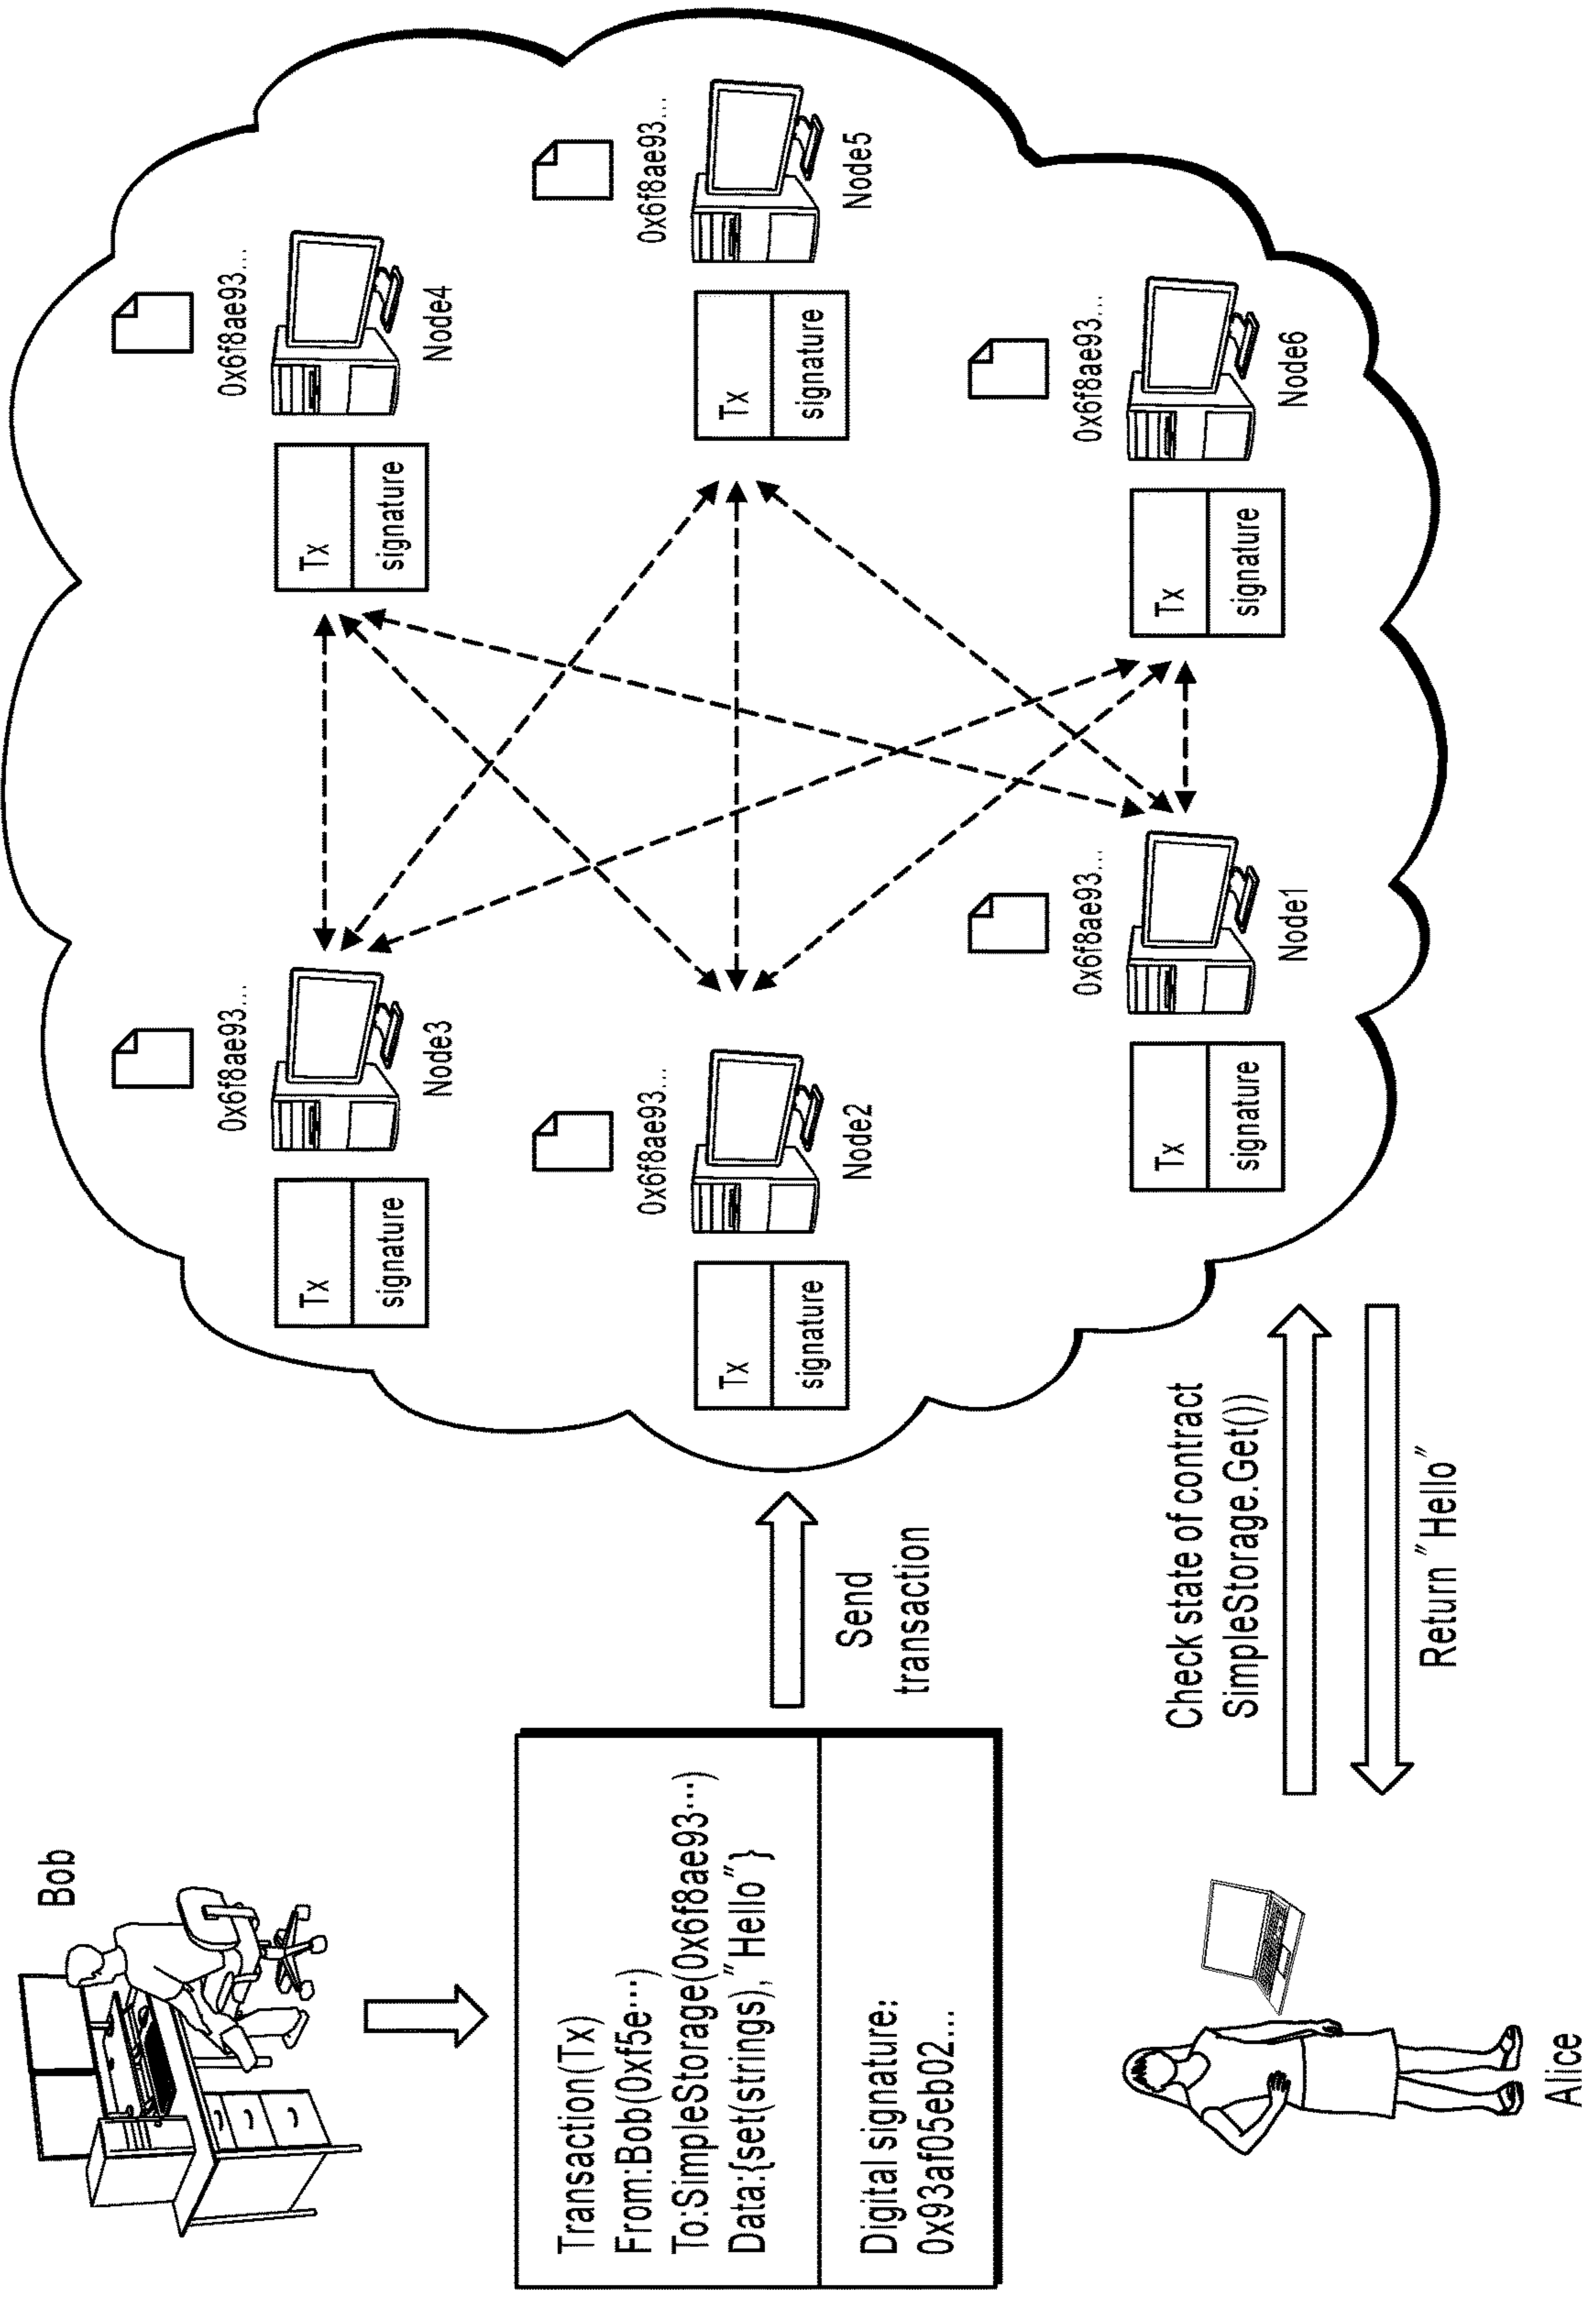 Bob
Transaction(Tx)
From:Bob(0xf5e⋯)
To:SimpleStorage(0x6f8ae93⋯)
Data:{set(strings),"Hello"}
Digital signature:
0x93af05eb02...
Send
transaction
Alice
Check state of contract
SimpleStorage.Get())
Return "Hello"
0x6f8ae93...
Tx
signature
Node3
0x6f8ae93...
Tx
signature
Node4
0x6f8ae93...
Tx
signature
Node2
0x6f8ae93...
Tx
signature
Node5
0x6f8ae93...
Tx
signature
Node1
0x6f8ae93...
Tx
signature
Node6